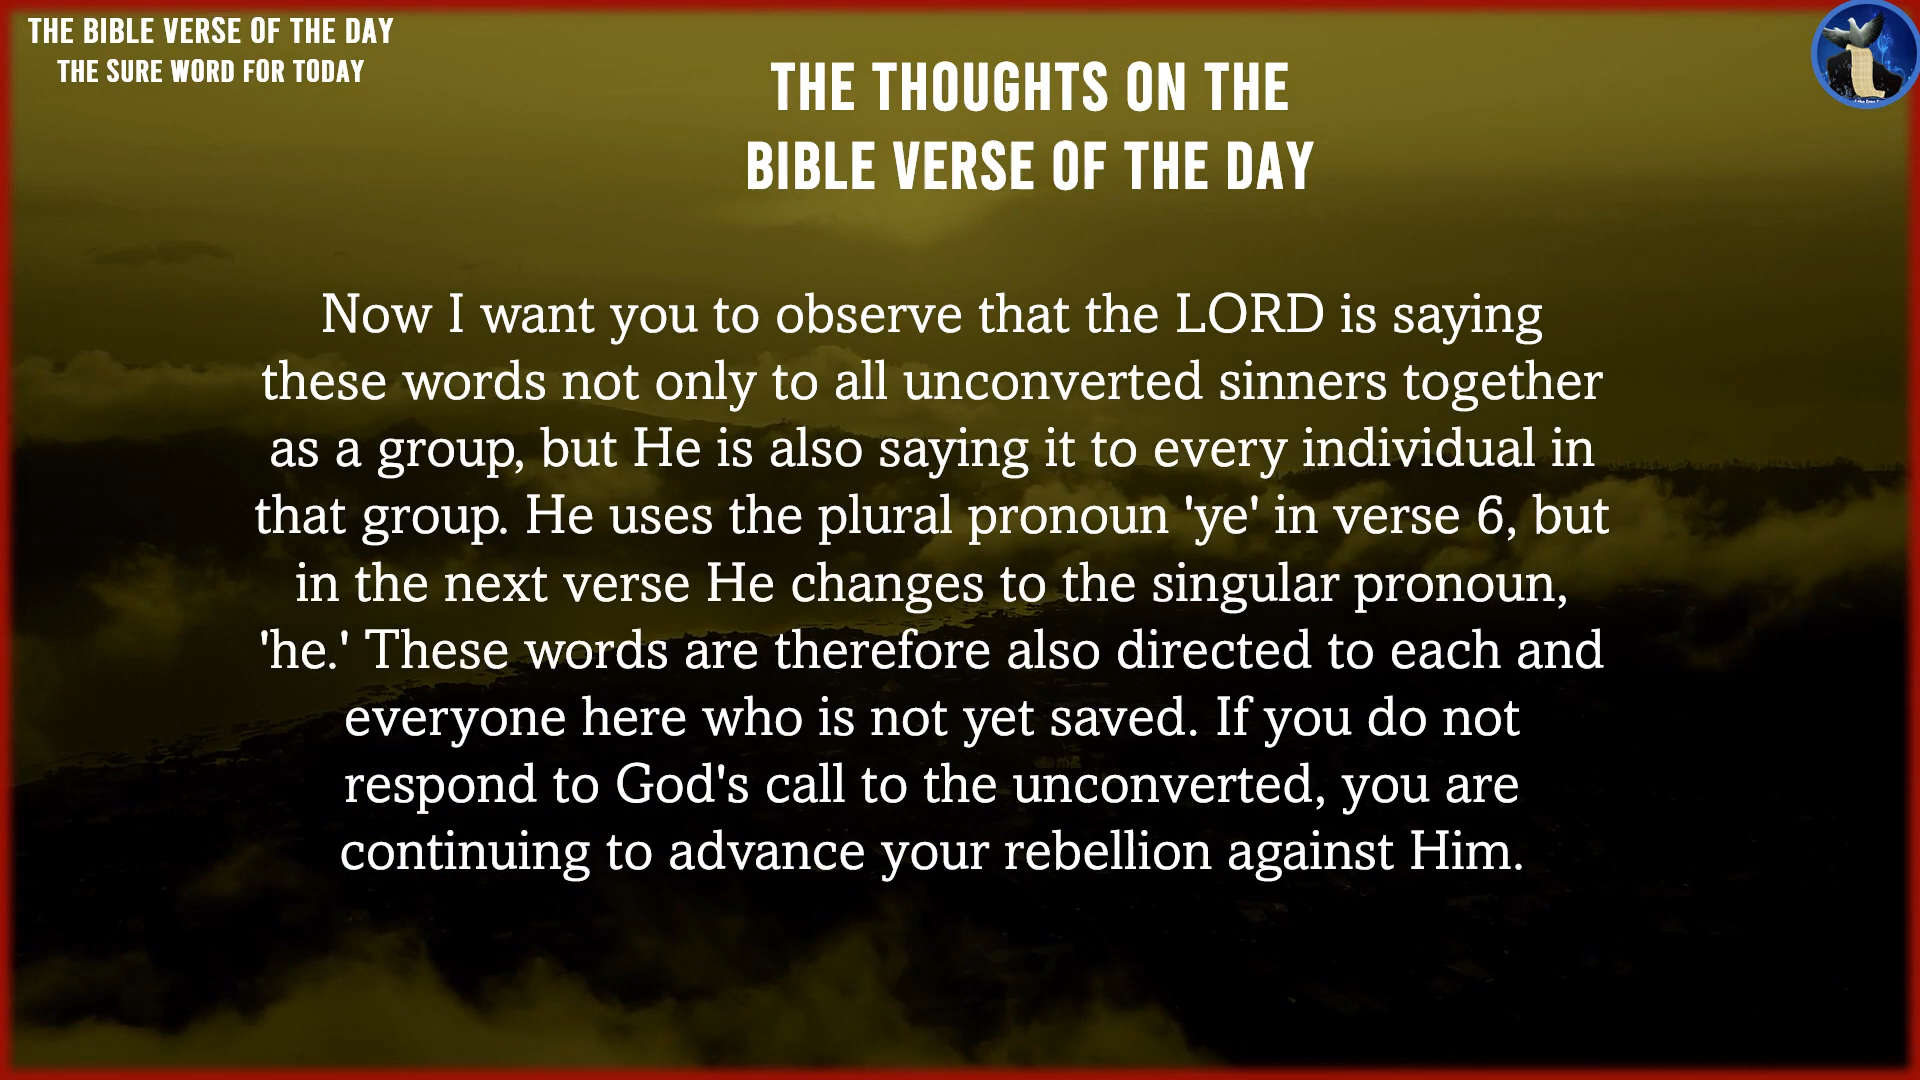 THE BIBLE VERSE OF THE DAY
THE SURE WORD FOR TODAY
THE THOUGHTS ON THE
BIBLE VERSE OF THE DAY
Now I want you to observe that the LORD is saying
these words not only to all unconverted sinners together
as a group, but He is also saying it to every individual in
that group. He uses the plural pronoun 'ye' in verse 6, but
in the next verse He changes to the singular pronoun,
'he.' These words are therefore also directed to each and
everyone here who is not yet saved. If you do not
respond to God's call to the unconverted, you are
continuing to advance your rebellion against Him.